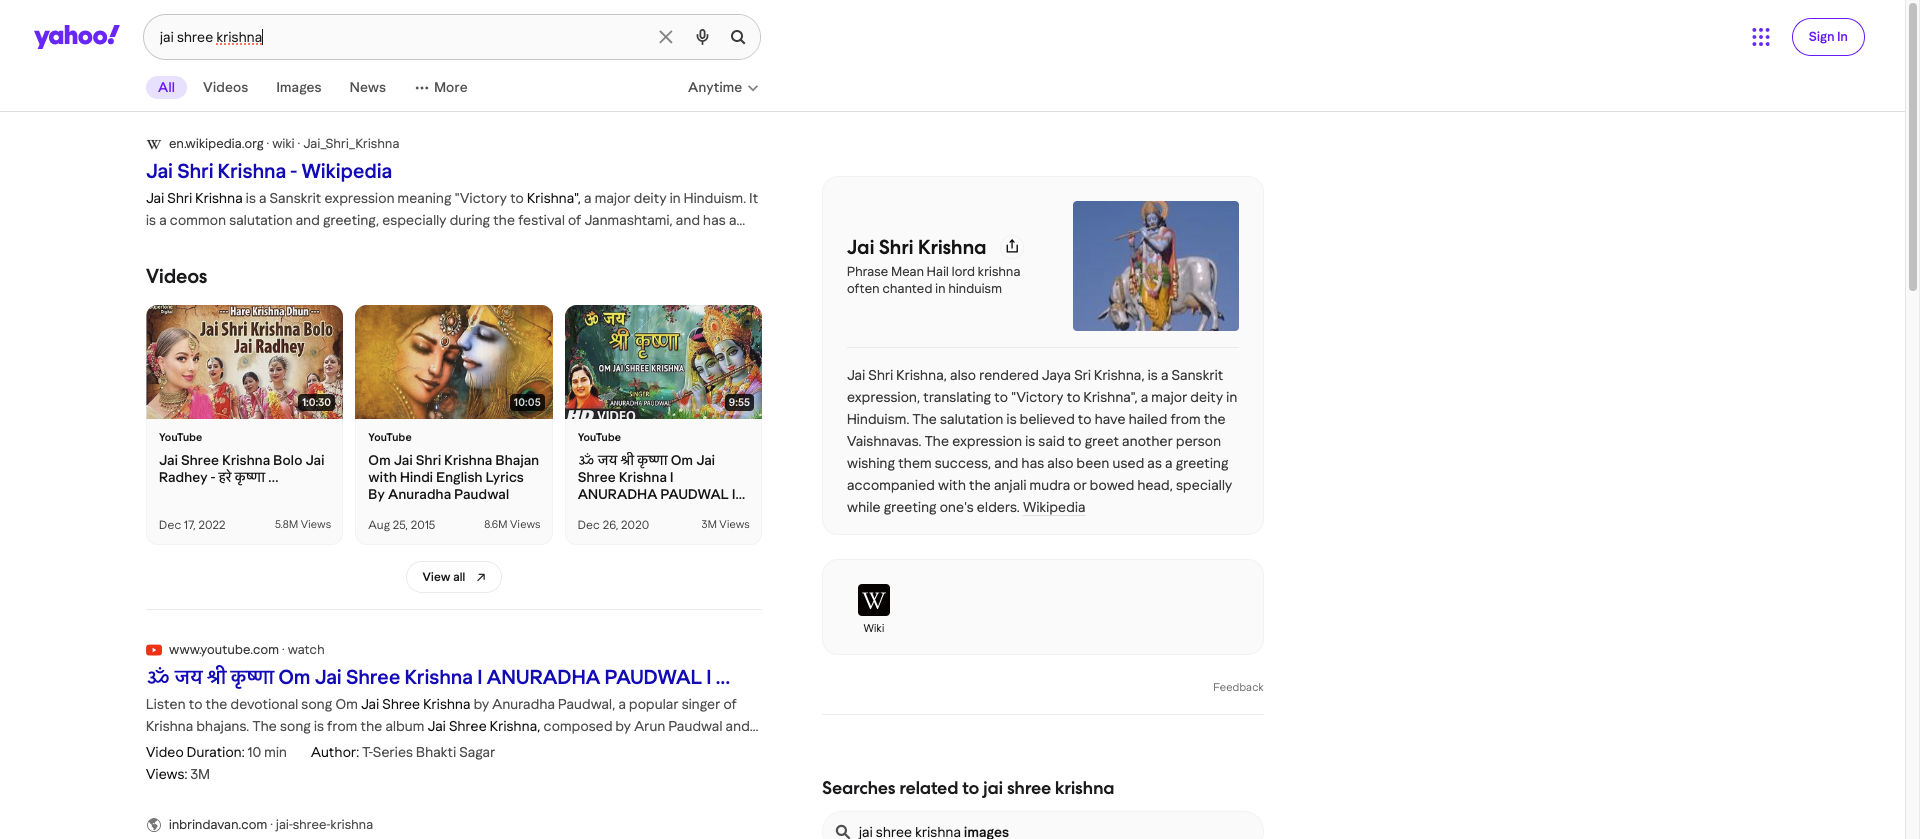 yahoo!
jai shree krishna
Sign In
All
Videos
Images
News
More
Anytime
en.wikipedia.org · wiki · Jai_Shri_Krishna
Jai Shri Krishna - Wikipedia
Jai Shri Krishna is a Sanskrit expression meaning "Victory to Krishna", a major deity in Hinduism. It
is a common salutation and greeting, especially during the festival of Janmashtami, and has a...
Videos
--- Hare Krishna Dhun ---
Jai Shri Krishna Bolo
Jai Radhey
1:0:30
YouTube
Jai Shree Krishna Bolo Jai
Radhey - हरे कृष्णा ...
Dec 17, 2022
5.8M Views
10:05
YouTube
Om Jai Shri Krishna Bhajan
with Hindi English Lyrics
By Anuradha Paudwal
Aug 25, 2015
8.6M Views
ॐ जय
श्री कृष्णा
OM JAI SHREE KRISHNA
SINGER
ANURADHA PAUDWAL
HD VIDEO
9:55
YouTube
ॐ जय श्री कृष्णा Om Jai
Shree Krishna I
ANURADHA PAUDWAL I...
Dec 26, 2020
3M Views
View all
www.youtube.com · watch
ॐ जय श्री कृष्णा Om Jai Shree Krishna I ANURADHA PAUDWAL I ...
Listen to the devotional song Om Jai Shree Krishna by Anuradha Paudwal, a popular singer of
Krishna bhajans. The song is from the album Jai Shree Krishna, composed by Arun Paudwal and...
Video Duration: 10 min Author: T-Series Bhakti Sagar
Views: 3M
inbrindavan.com · jai-shree-krishna
Jai Shri Krishna
Phrase Mean Hail lord krishna
often chanted in hinduism
Jai Shri Krishna, also rendered Jaya Sri Krishna, is a Sanskrit
expression, translating to "Victory to Krishna", a major deity in
Hinduism. The salutation is believed to have hailed from the
Vaishnavas. The expression is said to greet another person
wishing them success, and has also been used as a greeting
accompanied with the anjali mudra or bowed head, specially
while greeting one's elders. Wikipedia
W
Wiki
Feedback
Searches related to jai shree krishna
jai shree krishna images